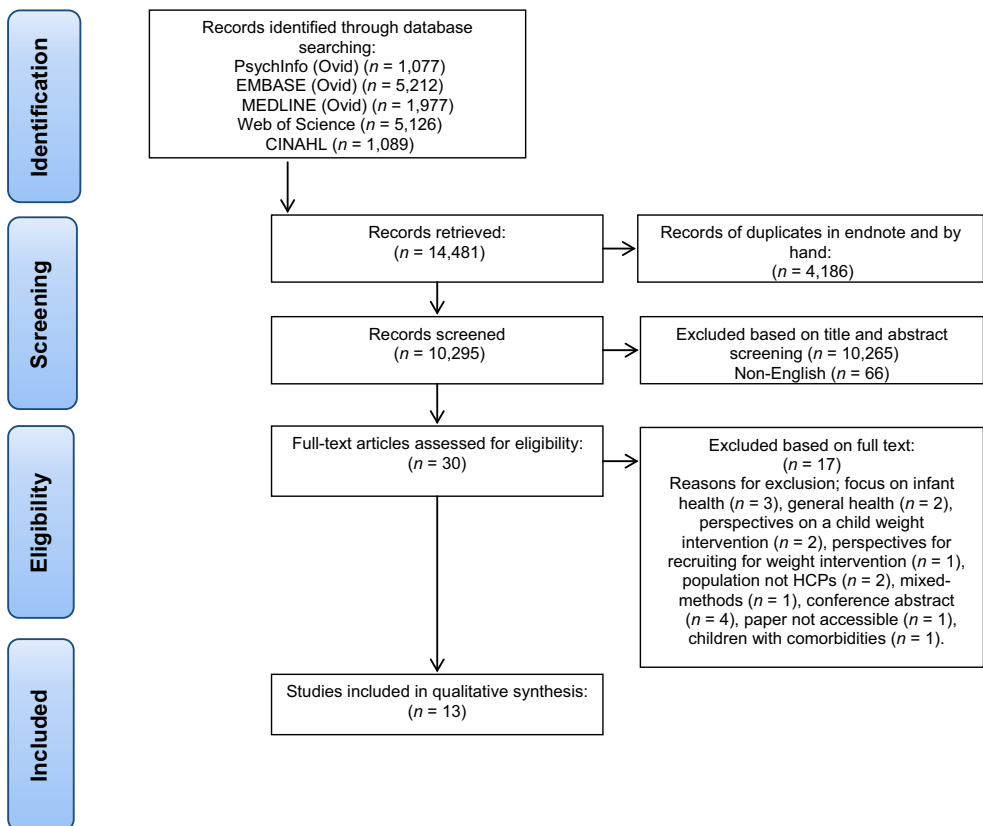 Identification
Records identified through database
searching:
PsychInfo (Ovid) (n = 1,077)
EMBASE (Ovid) (n = 5,212)
MEDLINE (Ovid) (n = 1,977)
Web of Science (n = 5,126)
CINAHL (n = 1,089)
Screening
Records retrieved:
(n = 14,481)
Records of duplicates in endnote and by
hand:
(n = 4,186)
Records screened
(n = 10,295)
Excluded based on title and abstract
screening (n = 10,265)
Non-English (n = 66)
Eligibility
Full-text articles assessed for eligibility:
(n = 30)
Excluded based on full text:
(n = 17)
Reasons for exclusion; focus on infant
health (n = 3), general health (n = 2),
perspectives on a child weight
intervention (n = 2), perspectives for
recruiting for weight intervention (n = 1),
population not HCPs (n = 2), mixed-
methods (n = 1), conference abstract
(n = 4), paper not accessible (n = 1),
children with comorbidities (n = 1).
Included
Studies included in qualitative synthesis:
(n = 13)